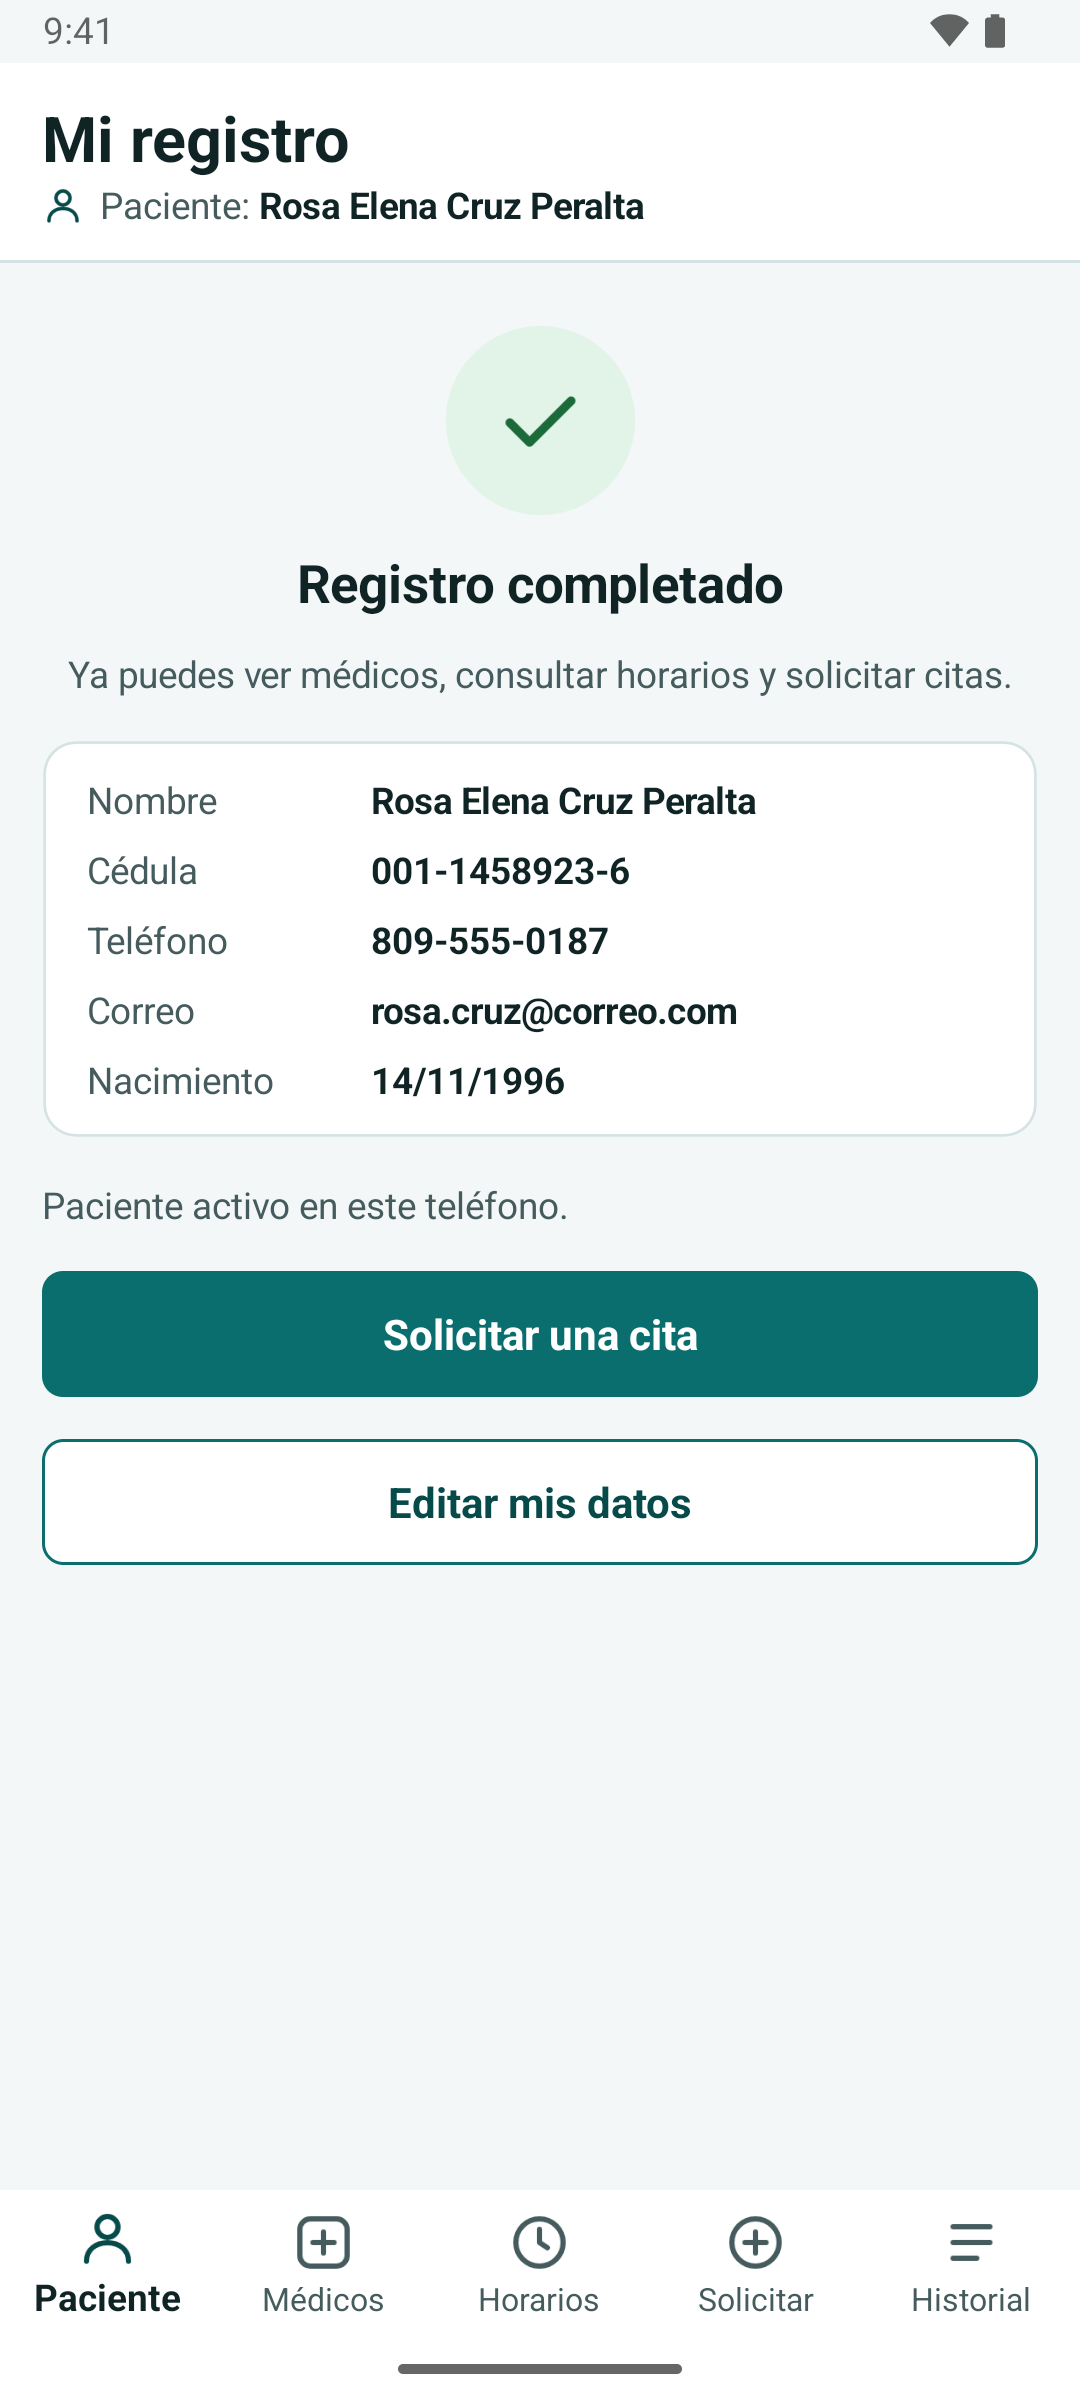 9:41
Mi registro
Paciente: Rosa Elena Cruz Peralta
Registro completado
Ya puedes ver médicos, consultar horarios y solicitar citas.
Nombre Rosa Elena Cruz Peralta
Cédula 001-1458923-6
Teléfono 809-555-0187
Correo rosa.cruz@correo.com
Nacimiento 14/11/1996
Paciente activo en este teléfono.
Solicitar una cita
Editar mis datos
Paciente Médicos Horarios Solicitar Historial